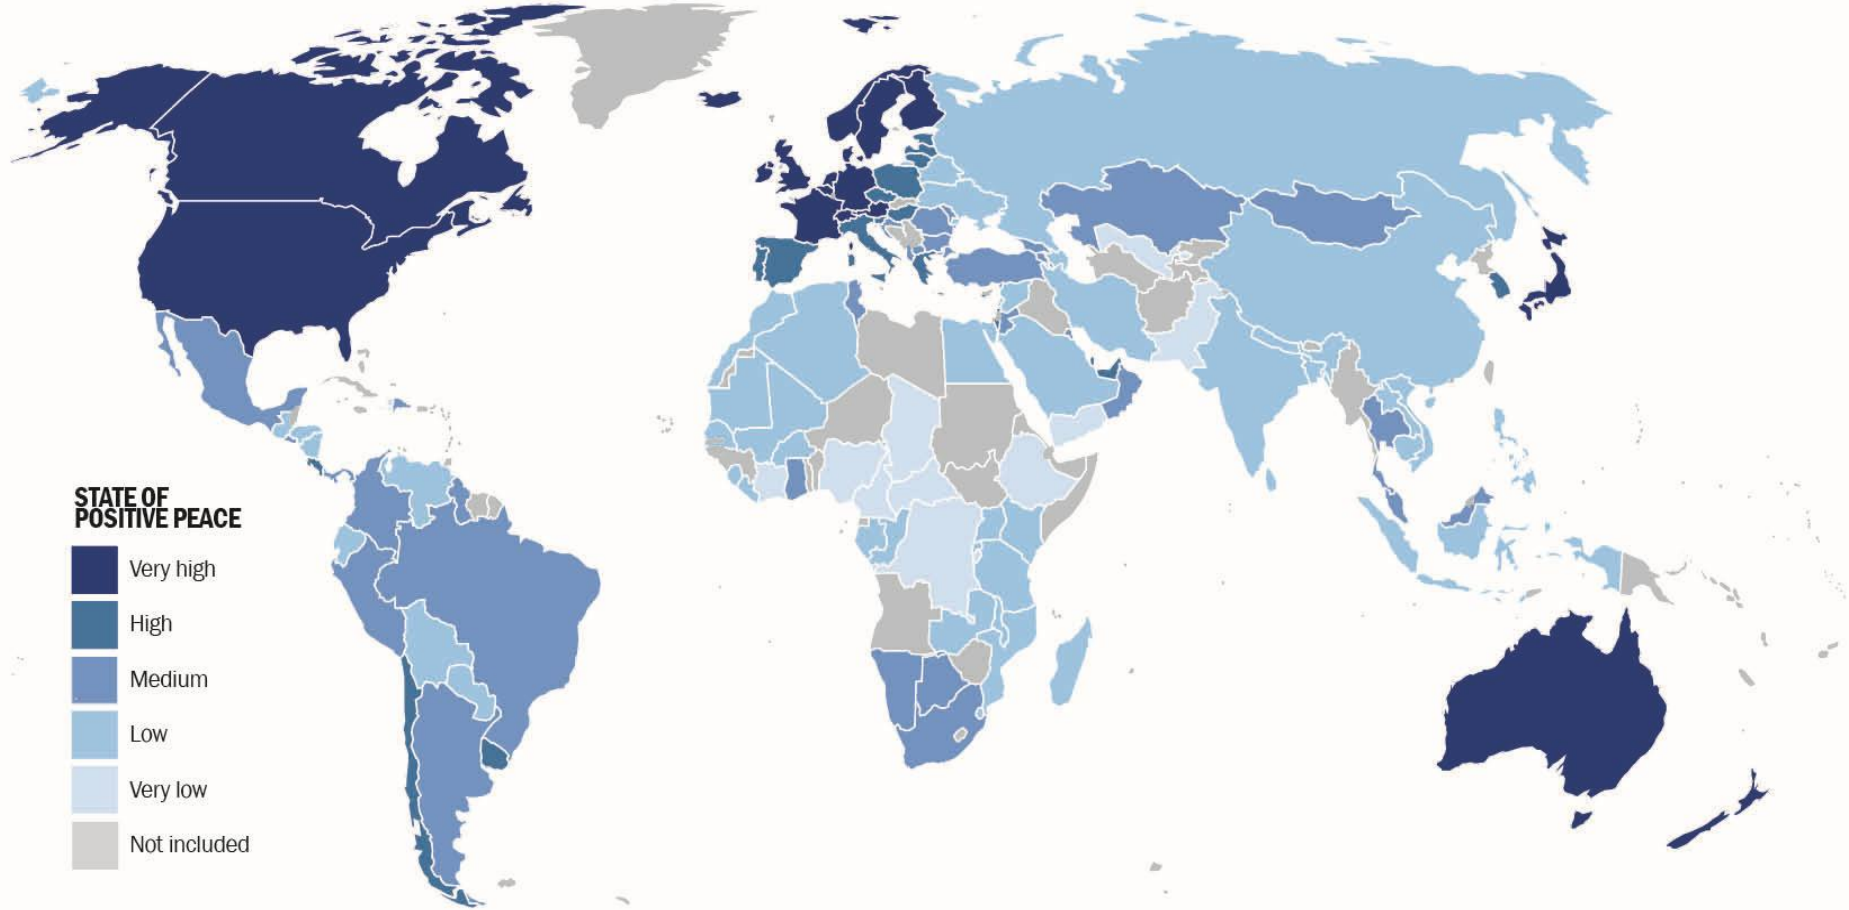 STATE OF
POSITIVE PEACE
Very high
High
Medium
Low
Very low
Not included